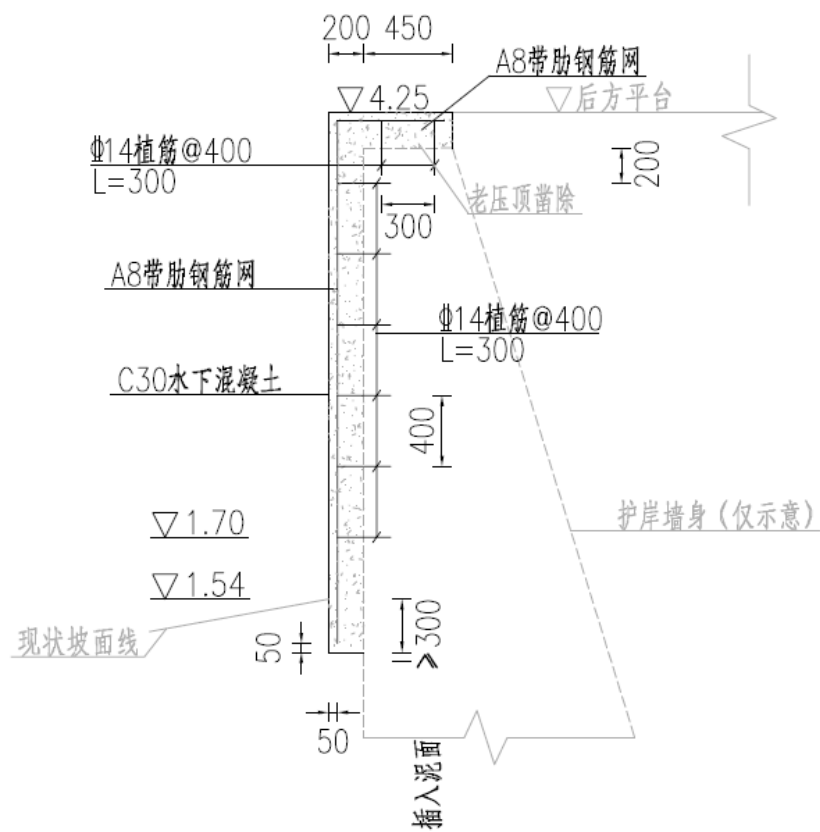 200 450
A8带肋钢筋网
▽4.25
▽后方平台
⏀14植筋@400
L=300
200
老压顶凿除
300
A8带肋钢筋网
⏀14植筋@400
L=300
C30水下混凝土
400
▽1.70
护岸墙身（仅示意）
▽1.54
现状坡面线
50
≥300
50
插入泥面